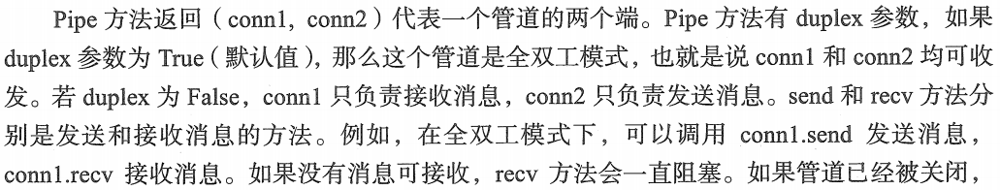 Pipe 方法返回（conn1, conn2）代表一个管道的两个端。Pipe 方法有 duplex 参数，如果
duplex 参数为 True（默认值），那么这个管道是全双工模式，也就是说 conn1 和 conn2 均可收
发。若 duplex 为 False，conn1 只负责接收消息，conn2 只负责发送消息。send 和 recv 方法分
别是发送和接收消息的方法。例如，在全双工模式下，可以调用 conn1.send 发送消息，
conn1.recv 接收消息。如果没有消息可接收，recv 方法会一直阻塞。如果管道已经被关闭，